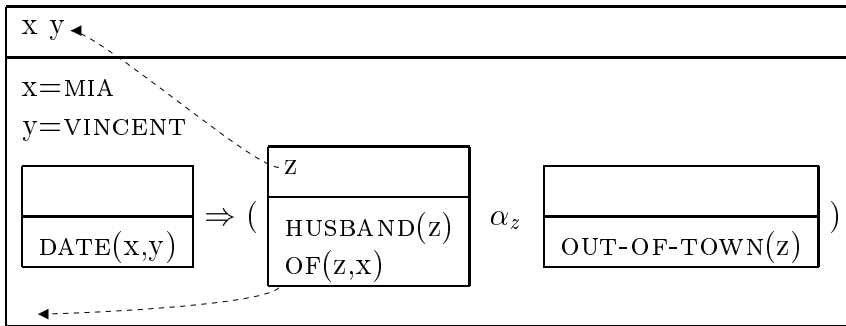 x y
x=MIA
y=VINCENT
z
DATE(x,y) ⇒ ( HUSBAND(z) α_z OUT-OF-TOWN(z) )
OF(z,x)